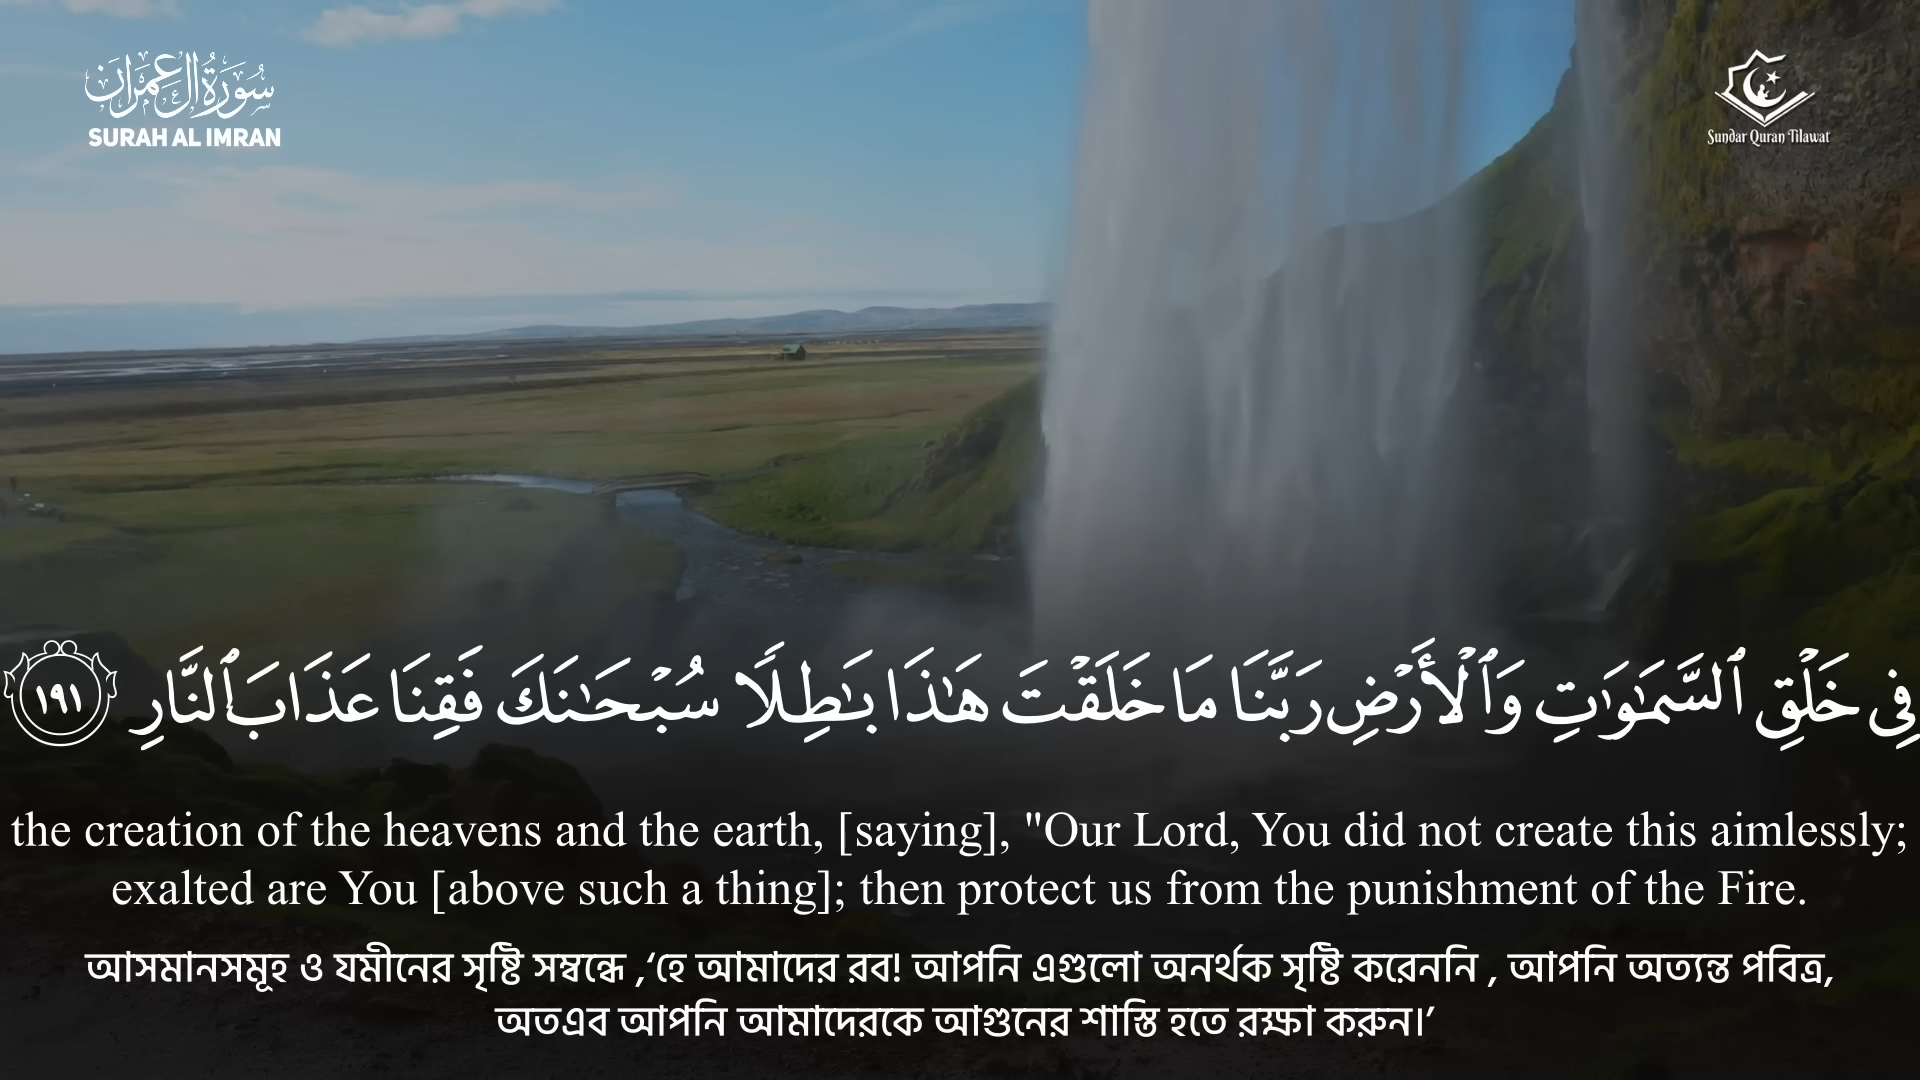 سُورَةُ آلِ عِمْرَان
SURAH AL IMRAN
Sundar Quran Tilawat
فِى خَلْقِ ٱلسَّمَـٰوَٰتِ وَٱلْأَرْضِ رَبَّنَا مَا خَلَقْتَ هَـٰذَا بَـٰطِلًا سُبْحَـٰنَكَ فَقِنَا عَذَابَ ٱلنَّارِ ١٩١
the creation of the heavens and the earth, [saying], "Our Lord, You did not create this aimlessly;
exalted are You [above such a thing]; then protect us from the punishment of the Fire.
আসমানসমূহ ও যমীনের সৃষ্টি সম্বন্ধে ,‘হে আমাদের রব! আপনি এগুলো অনর্থক সৃষ্টি করেননি , আপনি অত্যন্ত পবিত্র,
অতএব আপনি আমাদেরকে আগুনের শাস্তি হতে রক্ষা করুন।’